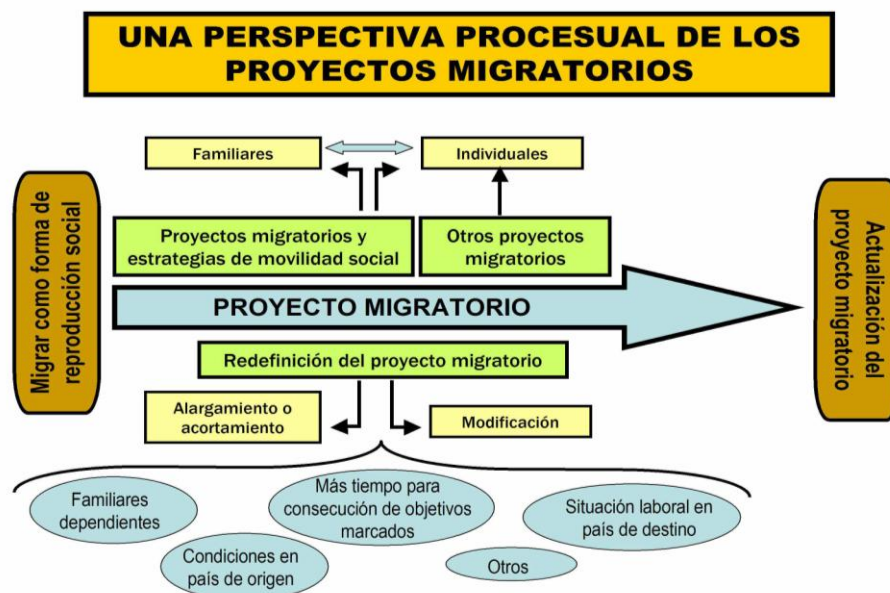 UNA PERSPECTIVA PROCESUAL DE LOS
PROYECTOS MIGRATORIOS
Familiares
Individuales
Migrar como forma de
reproducción social
Proyectos migratorios y
estrategias de movilidad social
Otros proyectos
migratorios
Actualización del
proyecto migratorio
PROYECTO MIGRATORIO
Redefinición del proyecto migratorio
Alargamiento o
acortamiento
Modificación
Familiares
dependientes
Más tiempo para
consecución de objetivos
marcados
Situación laboral en
país de destino
Condiciones en
país de origen
Otros